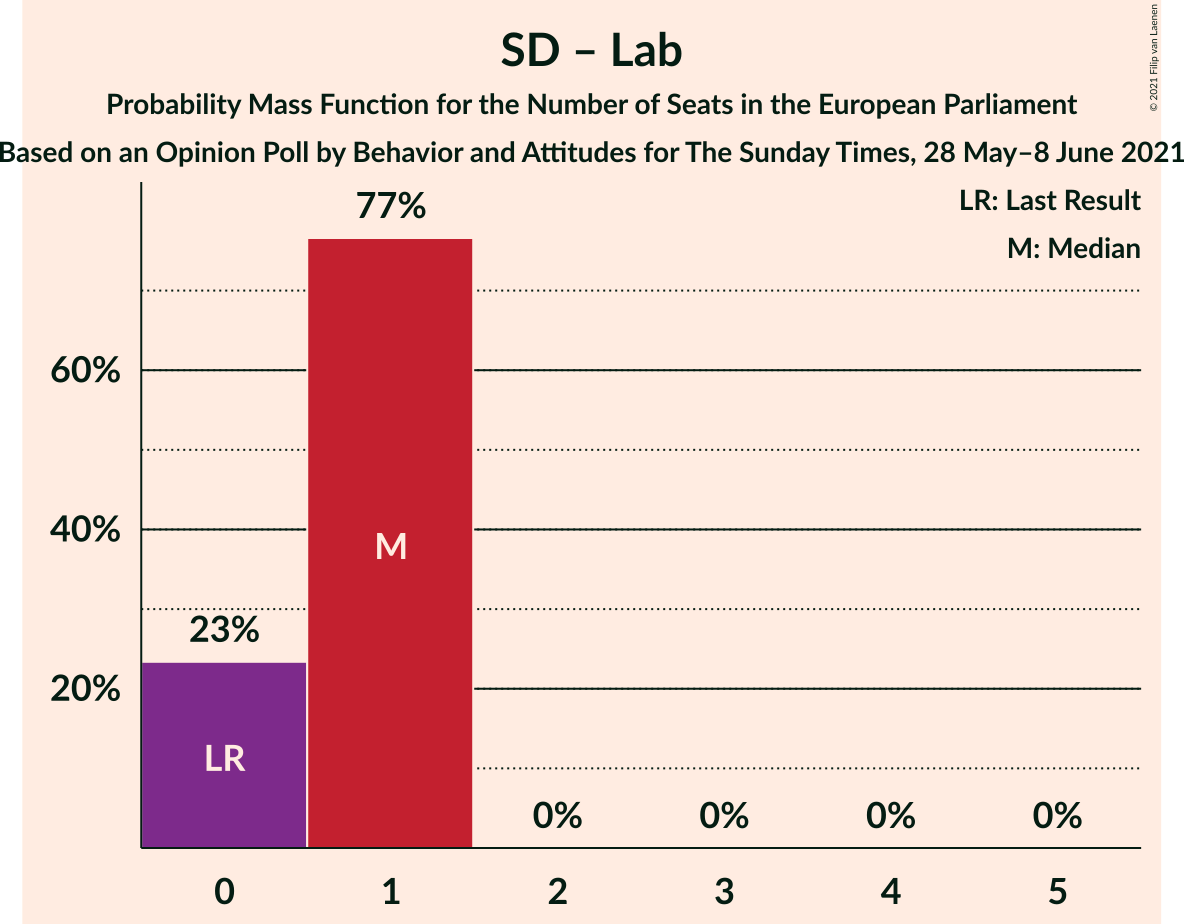 SD – Lab
Probability Mass Function for the Number of Seats in the European Parliament
Based on an Opinion Poll by Behavior and Attitudes for The Sunday Times, 28 May–8 June 2021
© 2021 Filip van Laenen
LR: Last Result
M: Median
77%
60%
40%
M
23%
20%
LR
0%
0%
0%
0%
0
1
2
3
4
5